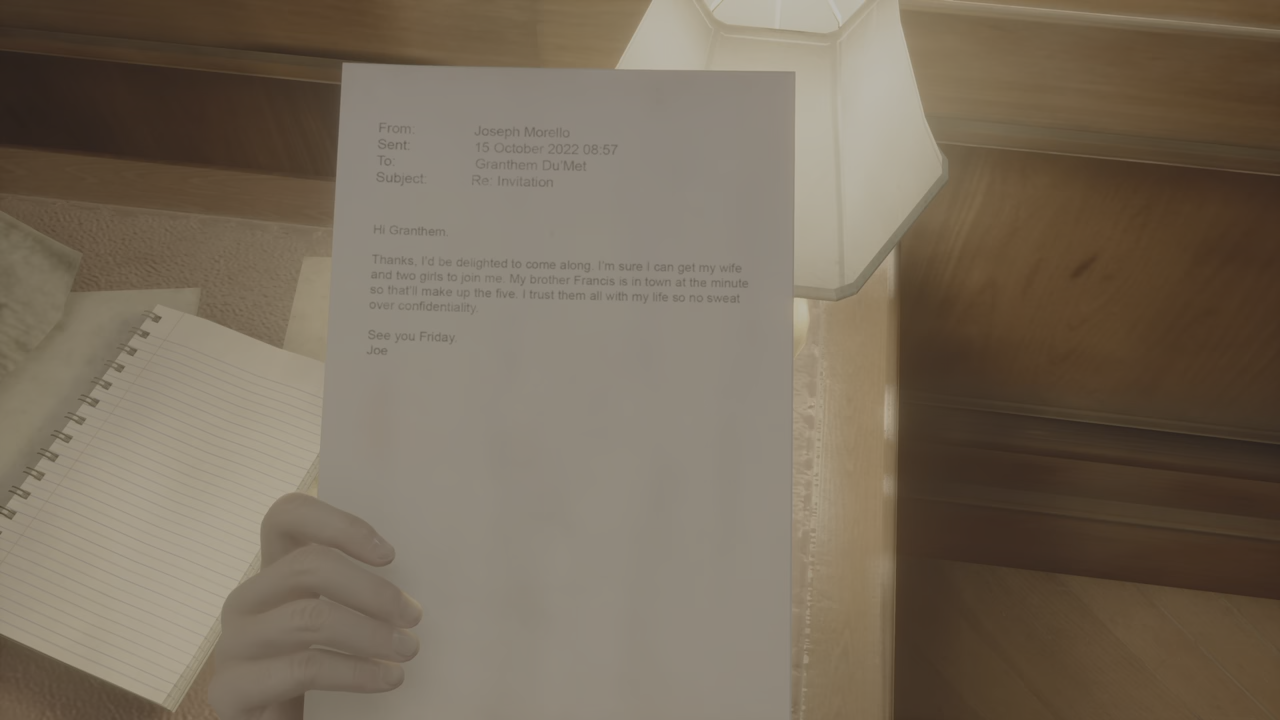 From: Joseph Morello
Sent: 15 October 2022 08:57
To: Granthem Du'Met
Subject: Re: Invitation
Hi Granthem,
Thanks, I'd be delighted to come along. I'm sure i can get my wife
and two girls to join me. My brother Francis is in town at the minute
so that'll make up the five. I trust them all with my life so no sweat
over confidentiality.
See you Friday
Joe